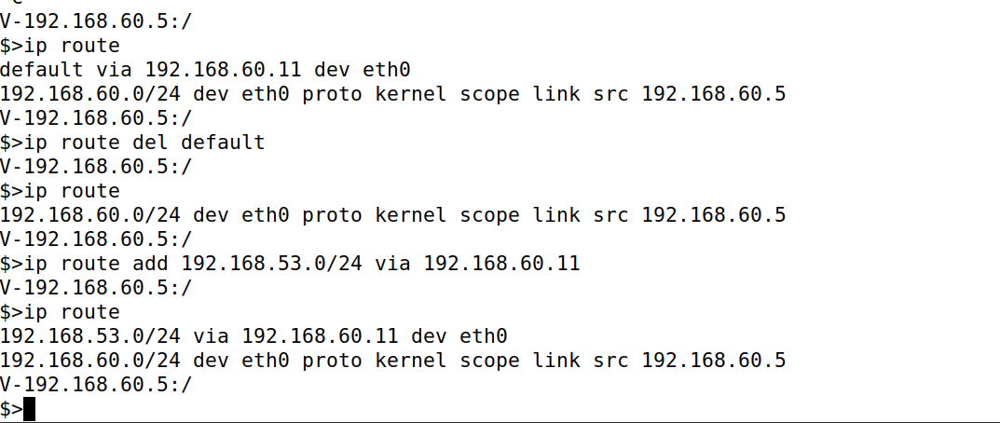 V-192.168.60.5:/
$>ip route
default via 192.168.60.11 dev eth0
192.168.60.0/24 dev eth0 proto kernel scope link src 192.168.60.5
V-192.168.60.5:/
$>ip route del default
V-192.168.60.5:/
$>ip route
192.168.60.0/24 dev eth0 proto kernel scope link src 192.168.60.5
V-192.168.60.5:/
$>ip route add 192.168.53.0/24 via 192.168.60.11
V-192.168.60.5:/
$>ip route
192.168.53.0/24 via 192.168.60.11 dev eth0
192.168.60.0/24 dev eth0 proto kernel scope link src 192.168.60.5
V-192.168.60.5:/
$>